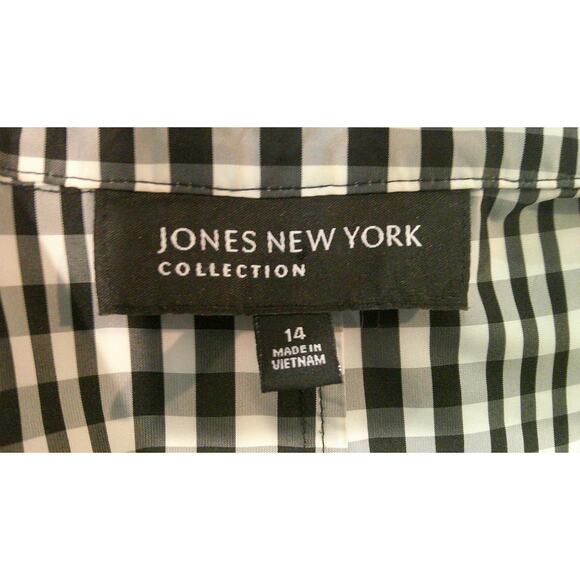 JONES NEW YORK
COLLECTION
14
MADE IN
VIETNAM